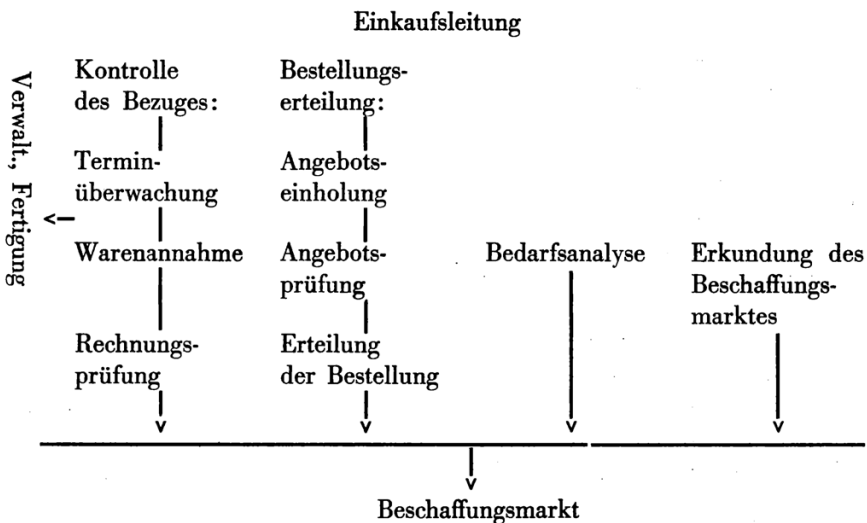 Einkaufsleitung
Verwalt., Fertigung
Kontrolle
des Bezuges:
Termin-
überwachung
Warenannahme
Rechnungs-
prüfung
Bestellungs-
erteilung:
Angebots-
einholung
Angebots-
prüfung
Erteilung
der Bestellung
Bedarfsanalyse
Erkundung des
Beschaffungs-
marktes
Beschaffungsmarkt